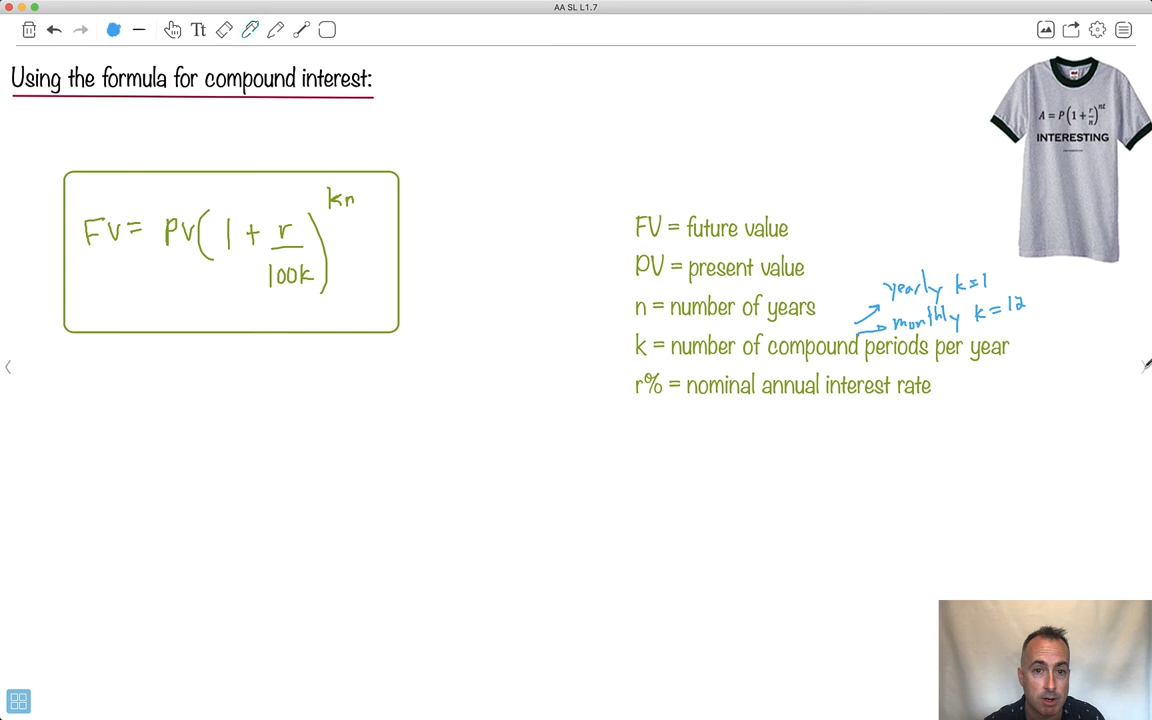 AA SL L1.7
Tt
Using the formula for compound interest:
A = P(1 + r/n)^nt
INTERESTING
FV = PV(1 + r/100k)^kn
FV = future value
PV = present value
n = number of years
yearly k=1
monthly k=12
k = number of compound periods per year
r% = nominal annual interest rate